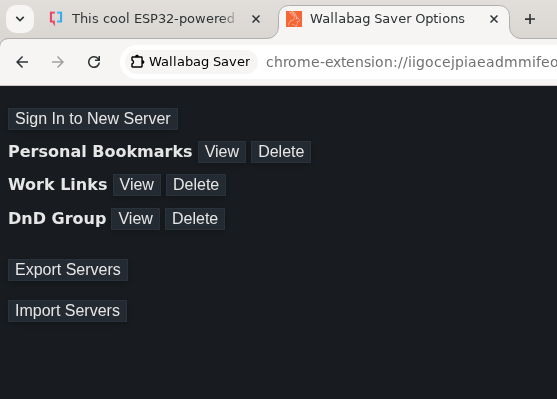 This cool ESP32-powered
Wallabag Saver Options
Wallabag Saver chrome-extension://iigocejpiaeadmmifeo
Sign In to New Server
Personal Bookmarks View Delete
Work Links View Delete
DnD Group View Delete
Export Servers
Import Servers